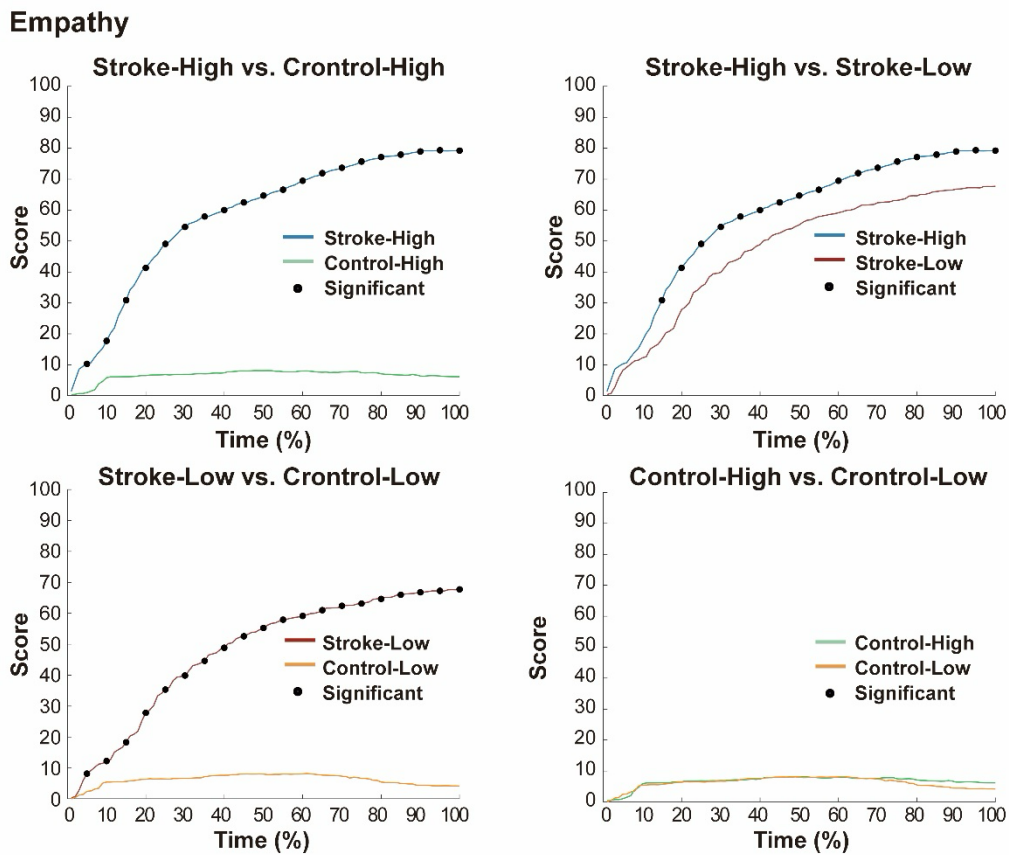 Empathy
Stroke-High vs. Crontrol-High
100
90
80
70
60
50
40
30
20
10
0
Score
Stroke-High
Control-High
Significant
0 10 20 30 40 50 60 70 80 90 100
Time (%)
Stroke-High vs. Stroke-Low
100
90
80
70
60
50
40
30
20
10
0
Score
Stroke-High
Stroke-Low
Significant
0 10 20 30 40 50 60 70 80 90 100
Time (%)
Stroke-Low vs. Crontrol-Low
100
90
80
70
60
50
40
30
20
10
0
Score
Stroke-Low
Control-Low
Significant
0 10 20 30 40 50 60 70 80 90 100
Time (%)
Control-High vs. Crontrol-Low
100
90
80
70
60
50
40
30
20
10
0
Score
Control-High
Control-Low
Significant
0 10 20 30 40 50 60 70 80 90 100
Time (%)